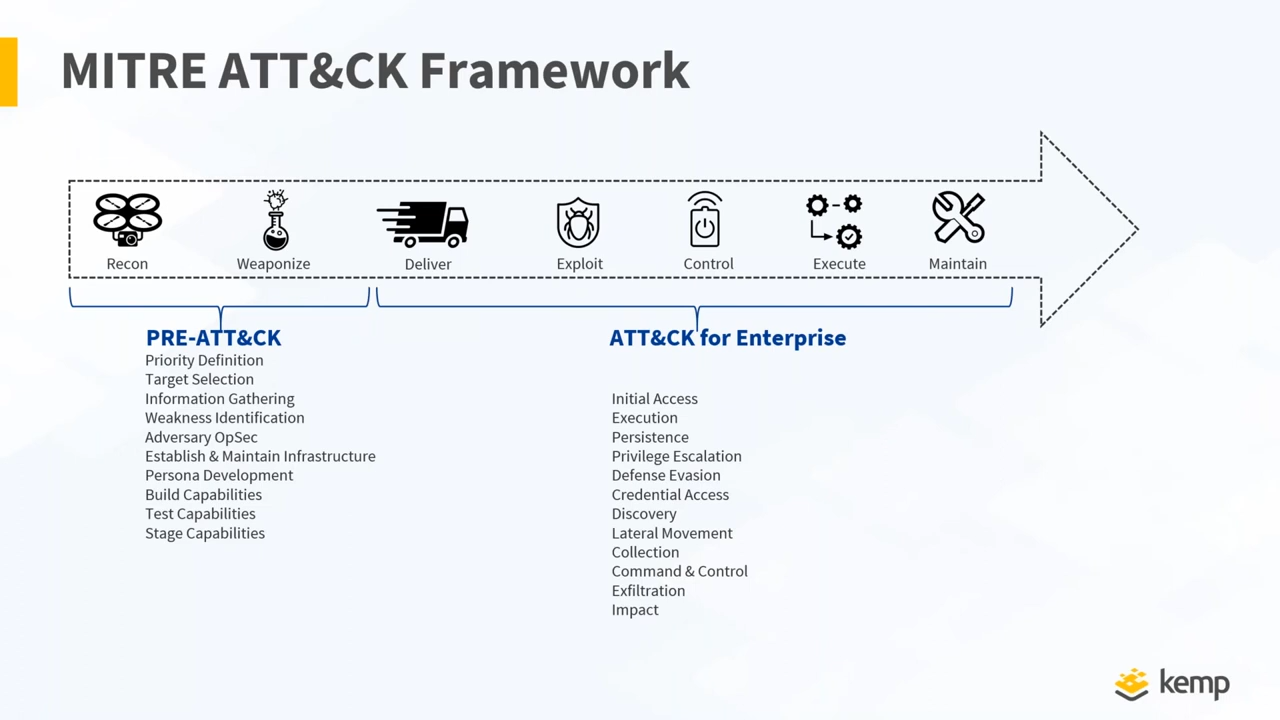 MITRE ATT&CK Framework
Recon
Weaponize
Deliver
Exploit
Control
Execute
Maintain
PRE-ATT&CK
Priority Definition
Target Selection
Information Gathering
Weakness Identification
Adversary OpSec
Establish & Maintain Infrastructure
Persona Development
Build Capabilities
Test Capabilities
Stage Capabilities
ATT&CK for Enterprise
Initial Access
Execution
Persistence
Privilege Escalation
Defense Evasion
Credential Access
Discovery
Lateral Movement
Collection
Command & Control
Exfiltration
Impact
kemp